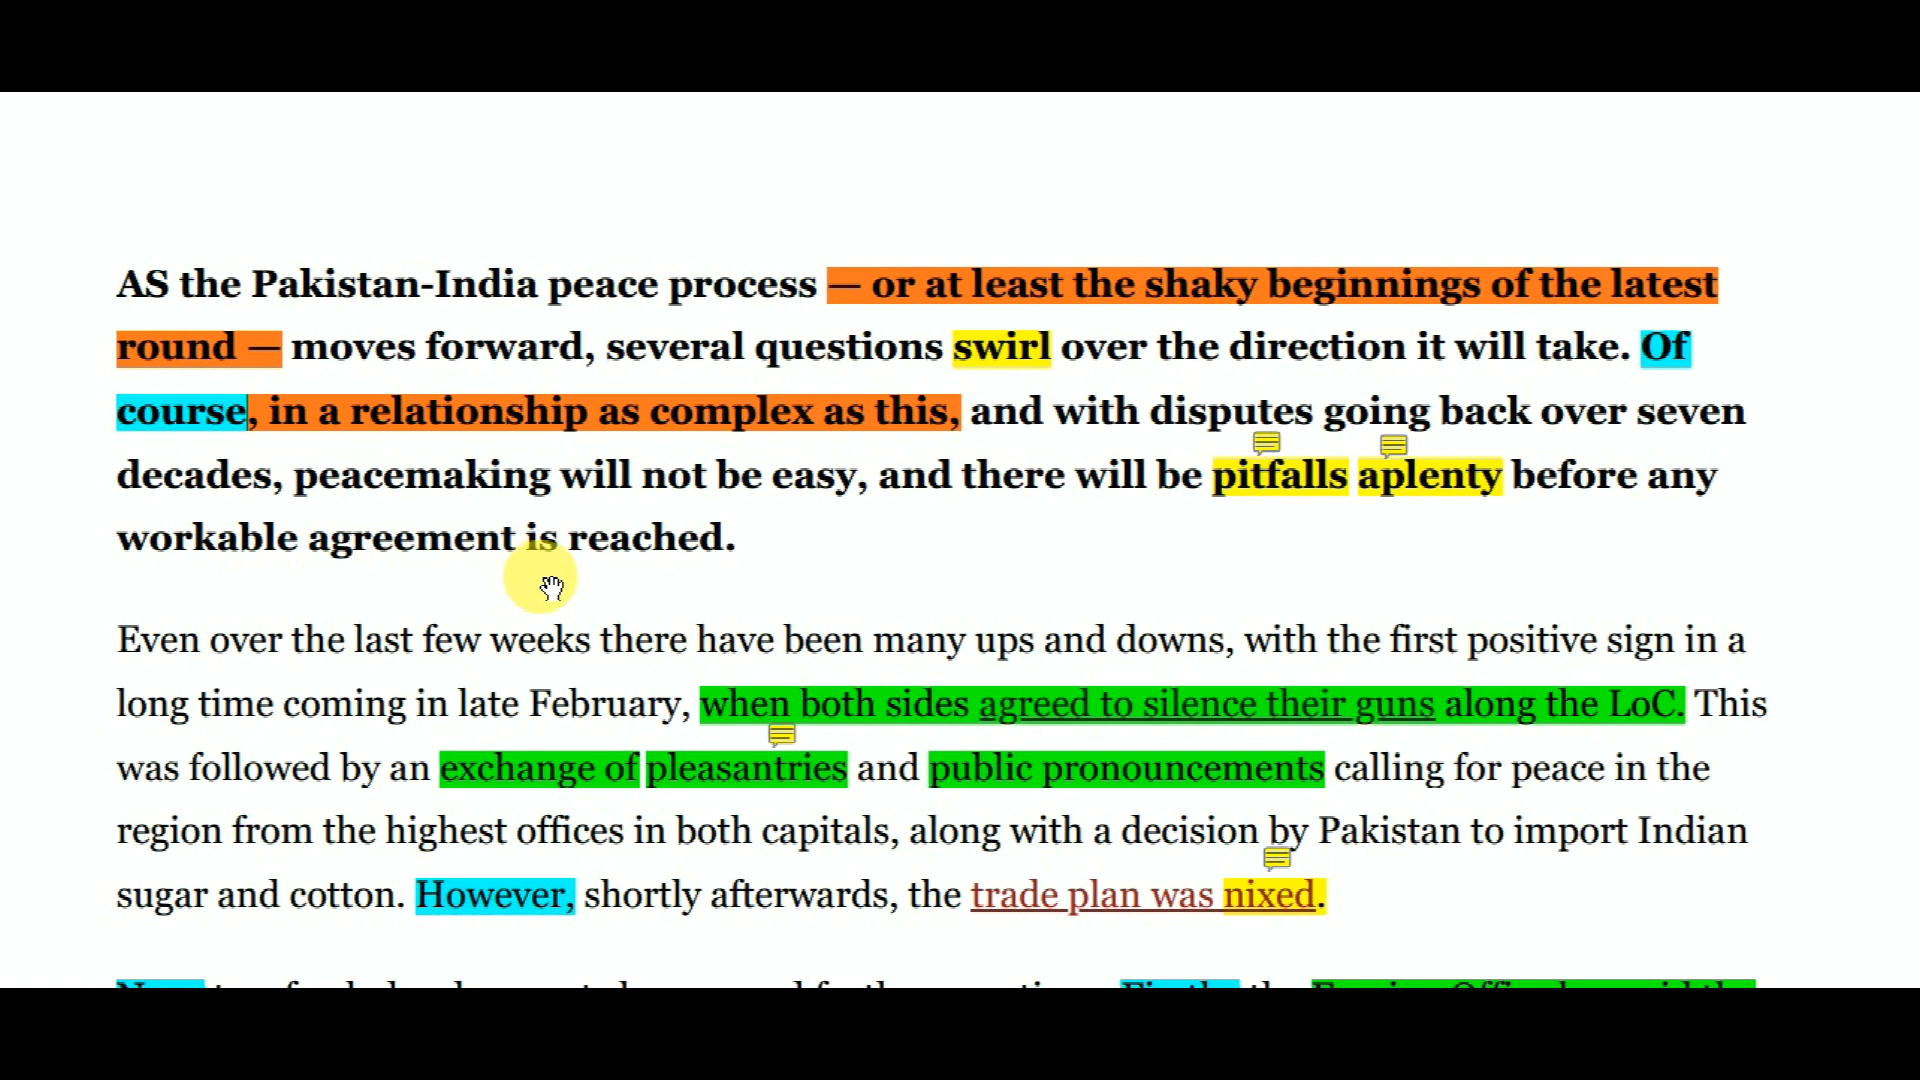 AS the Pakistan-India peace process — or at least the shaky beginnings of the latest
round — moves forward, several questions swirl over the direction it will take. Of
course, in a relationship as complex as this, and with disputes going back over seven
decades, peacemaking will not be easy, and there will be pitfalls aplenty before any
workable agreement is reached.
Even over the last few weeks there have been many ups and downs, with the first positive sign in a
long time coming in late February, when both sides agreed to silence their guns along the LoC. This
was followed by an exchange of pleasantries and public pronouncements calling for peace in the
region from the highest offices in both capitals, along with a decision by Pakistan to import Indian
sugar and cotton. However, shortly afterwards, the trade plan was nixed.